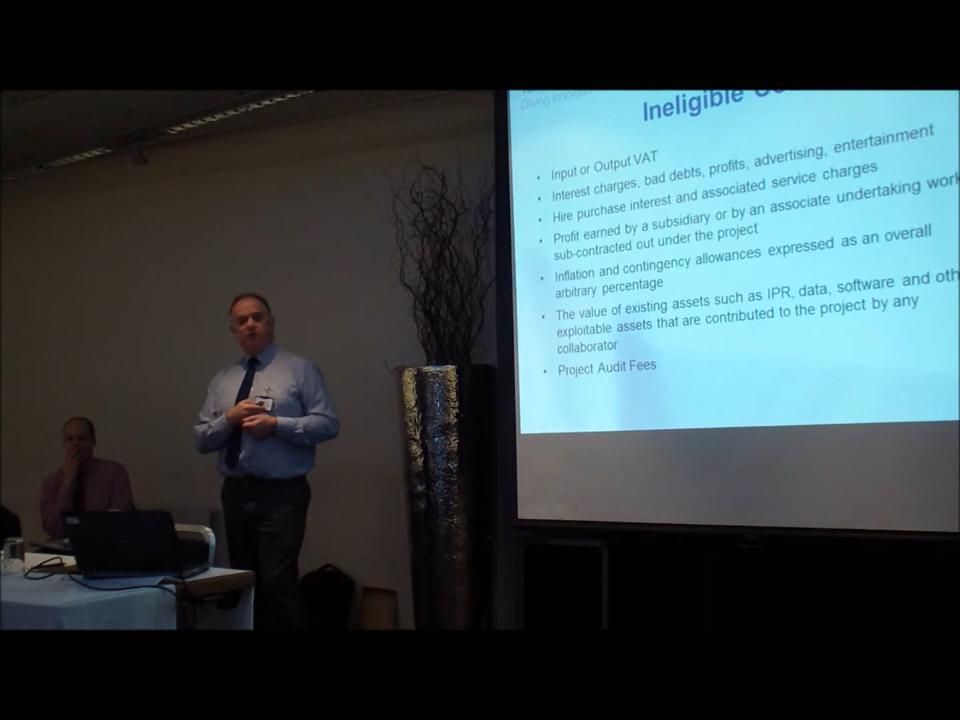 Driving Innov
Ineligible
• Input or Output VAT
• Interest charges, bad debts, profits, advertising, entertainment
• Hire purchase interest and associated service charges
• Profit earned by a subsidiary or by an associate undertaking work
sub-contracted out under the project
• Inflation and contingency allowances expressed as an overall
arbitrary percentage
• The value of existing assets such as IPR, data, software and oth
exploitable assets that are contributed to the project by any
collaborator
• Project Audit Fees